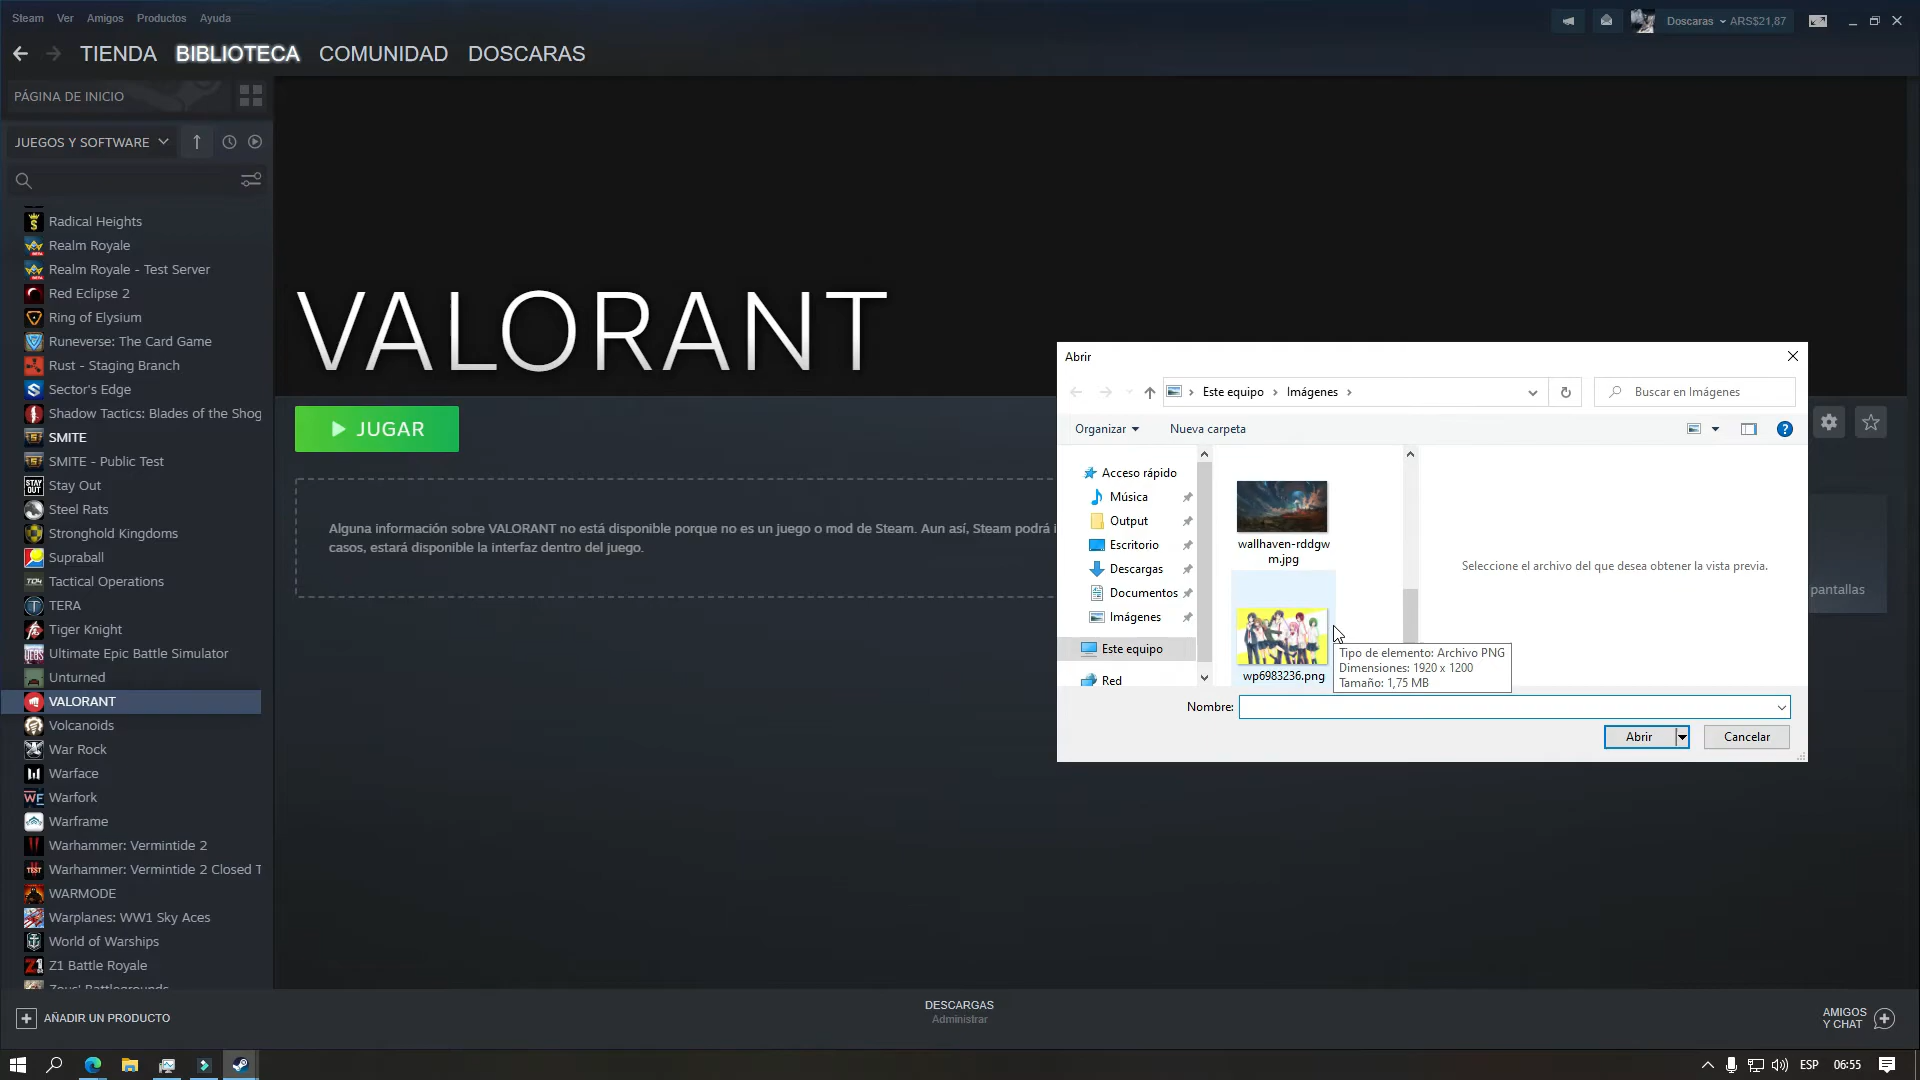 Steam Ver Amigos Productos Ayuda
Doscaras ARS$21,87
TIENDA BIBLIOTECA COMUNIDAD DOSCARAS
PÁGINA DE INICIO
JUEGOS Y SOFTWARE
Radical Heights
Realm Royale
Realm Royale - Test Server
Red Eclipse 2
Ring of Elysium
Runeverse: The Card Game
Rust - Staging Branch
Sector's Edge
Shadow Tactics: Blades of the Shog
SMITE
SMITE - Public Test
Stay Out
Steel Rats
Stronghold Kingdoms
Supraball
Tactical Operations
TERA
Tiger Knight
Ultimate Epic Battle Simulator
Unturned
VALORANT
Volcanoids
War Rock
Warface
Warfork
Warframe
Warhammer: Vermintide 2
Warhammer: Vermintide 2 Closed T
WARMODE
Warplanes: WW1 Sky Aces
World of Warships
Z1 Battle Royale
Zeus' Battlegrounds
VALORANT
JUGAR
Alguna información sobre VALORANT no está disponible porque no es un juego o mod de Steam. Aun así, Steam podrá i
casos, estará disponible la interfaz dentro del juego.
pantallas
Abrir
Este equipo Imágenes
Buscar en Imágenes
Organizar Nueva carpeta
Acceso rápido
Música
Output
Escritorio
Descargas
Documentos
Imágenes
Este equipo
Red
wallhaven-rddgw
m.jpg
wp6983236.png
Seleccione el archivo del que desea obtener la vista previa.
Tipo de elemento: Archivo PNG
Dimensiones: 1920 x 1200
Tamaño: 1,75 MB
Nombre:
Abrir Cancelar
AÑADIR UN PRODUCTO
DESCARGAS
Administrar
AMIGOS
Y CHAT
ESP 06:55